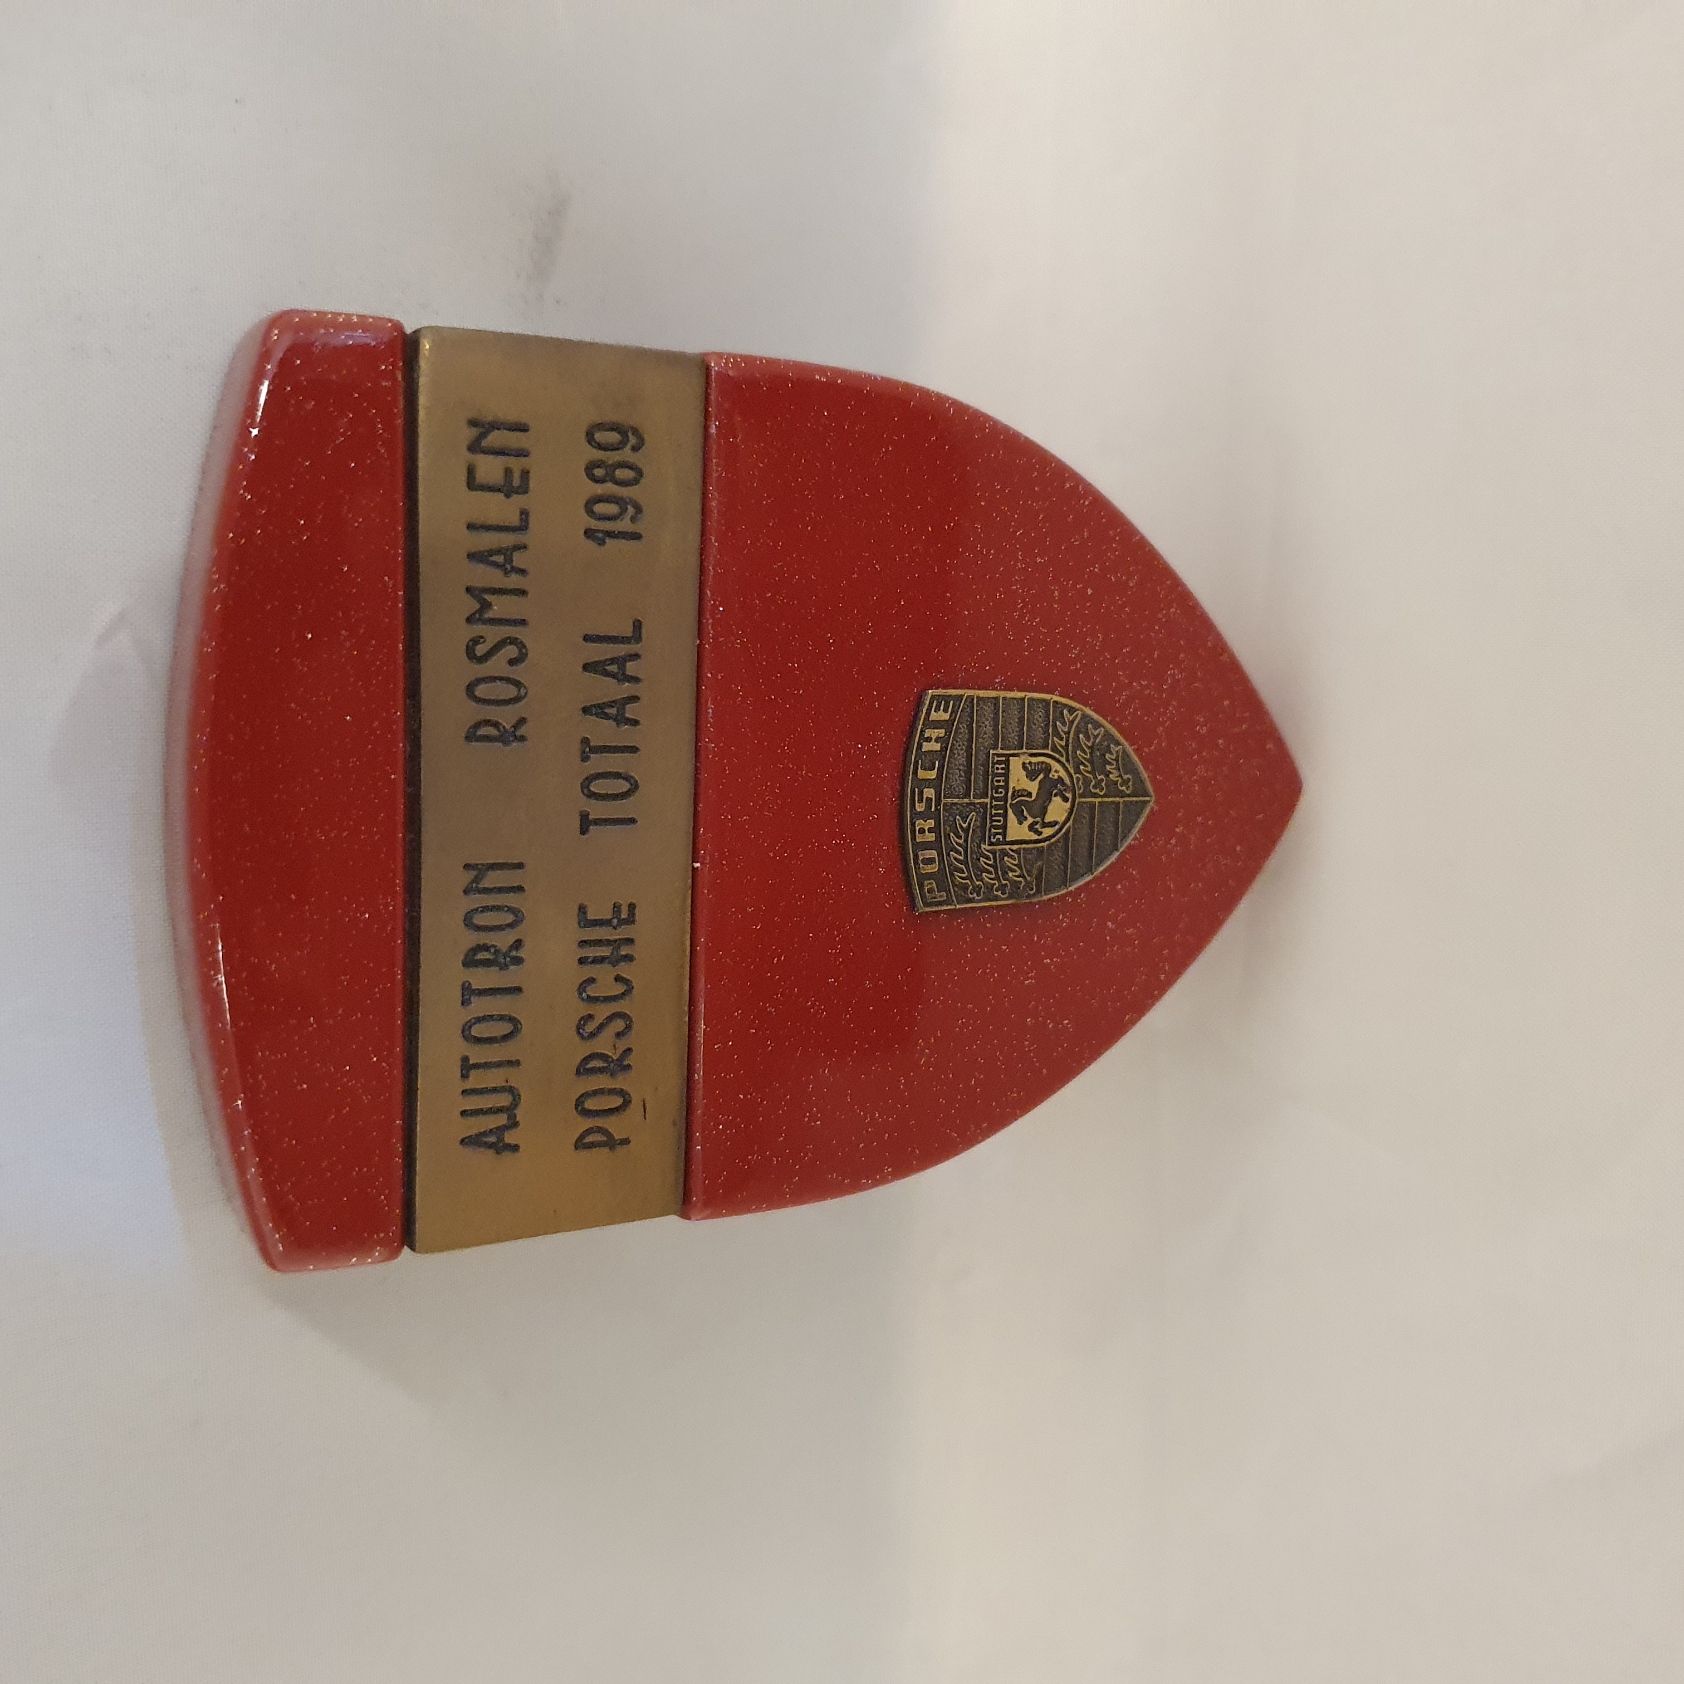 AUTOTRON ROSMALEN
PORSCHE TOTAAL 1989
PORSCHE
STUTTGART